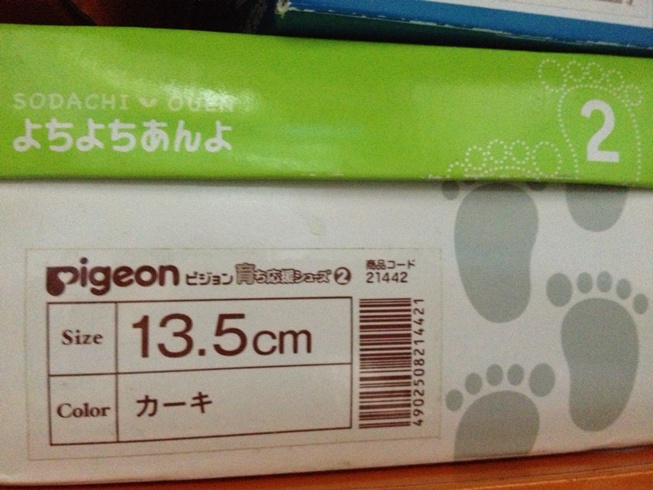 SODACHI OUEN
よちよちあんよ
2
pigeon ピジョン 育ち応援シューズ 2
商品コード
21442
Size 13.5cm
Color カーキ
4902508214421